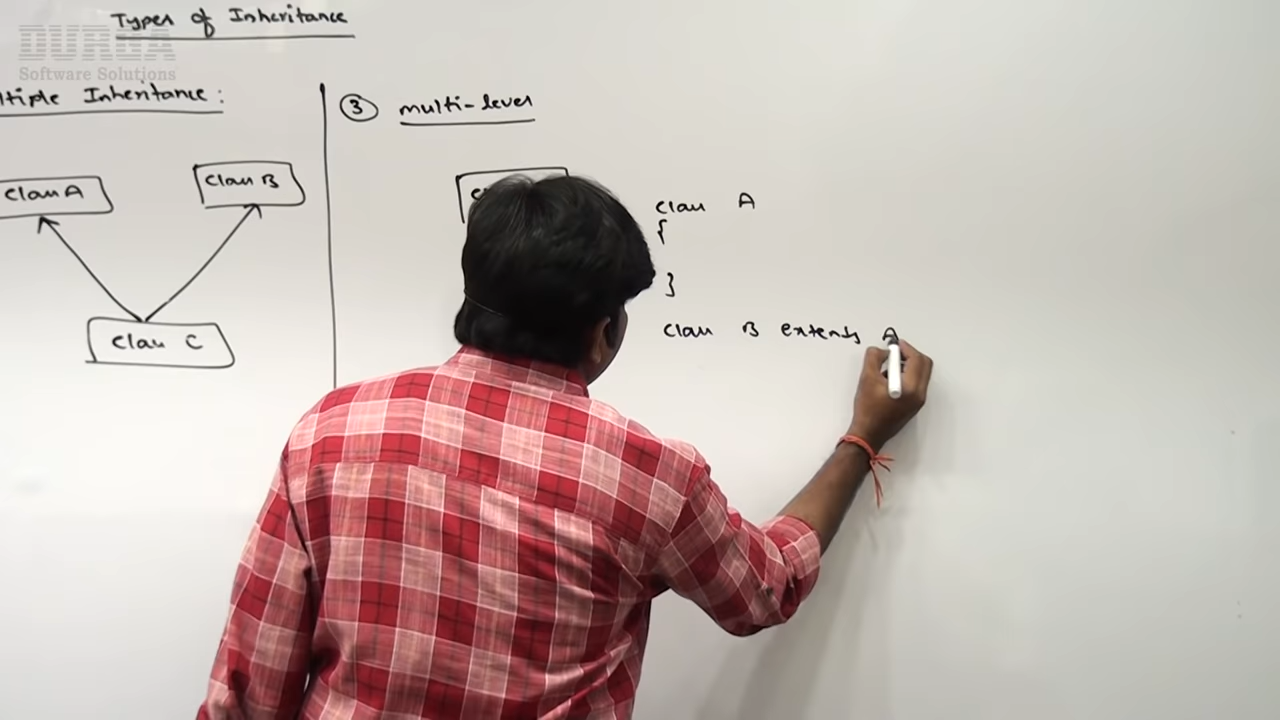 Types of Inheritance
DURGA
Software Solutions
ltiple Inheritance:
Class A
Class B
Class C
③ multi-level
class A
{
}
class B extends A